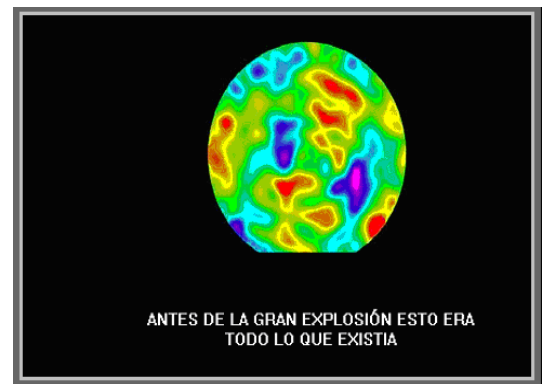 ANTES DE LA GRAN EXPLOSIÓN ESTO ERA
TODO LO QUE EXISTIA